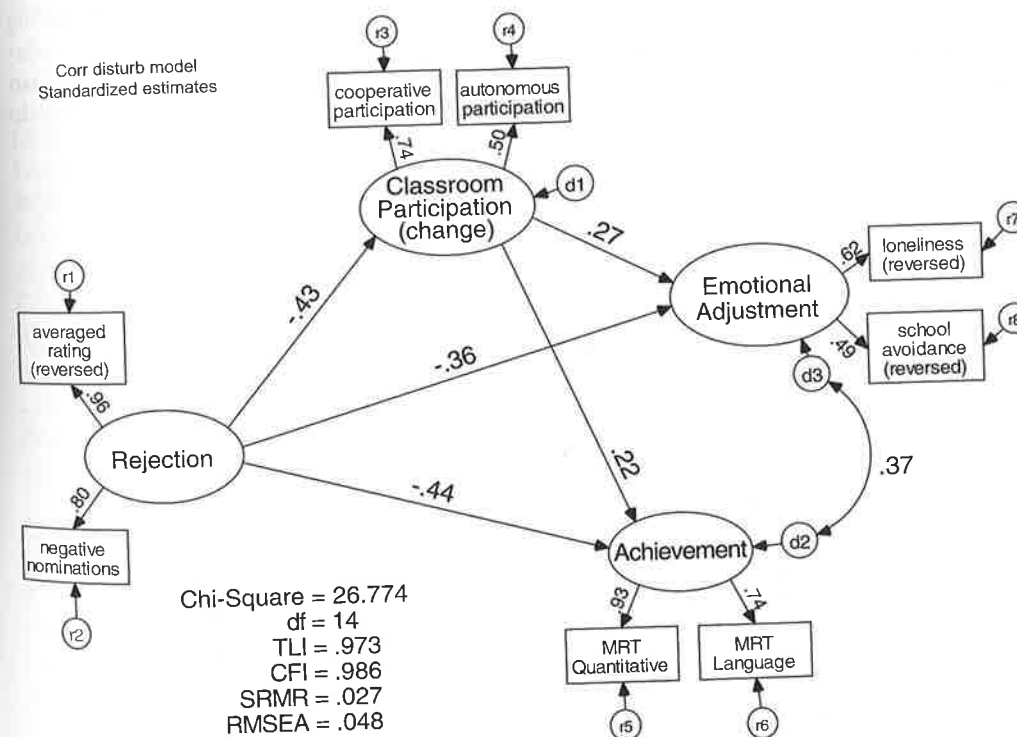 r3
r4
Corr disturb model
Standardized estimates
cooperative
participation
autonomous
participation
.74
.50
Classroom
Participation
(change)
d1
.27
r7
loneliness
(reversed)
.62
Emotional
Adjustment
r8
school
avoidance
(reversed)
.49
d3
r1
averaged
rating
(reversed)
.96
-.43
-.36
Rejection
.80
-.44
.22
.37
negative
nominations
r2
Achievement
d2
.93
.74
MRT
Quantitative
MRT
Language
r5
r6
Chi-Square = 26.774
df = 14
TLI = .973
CFI = .986
SRMR = .027
RMSEA = .048